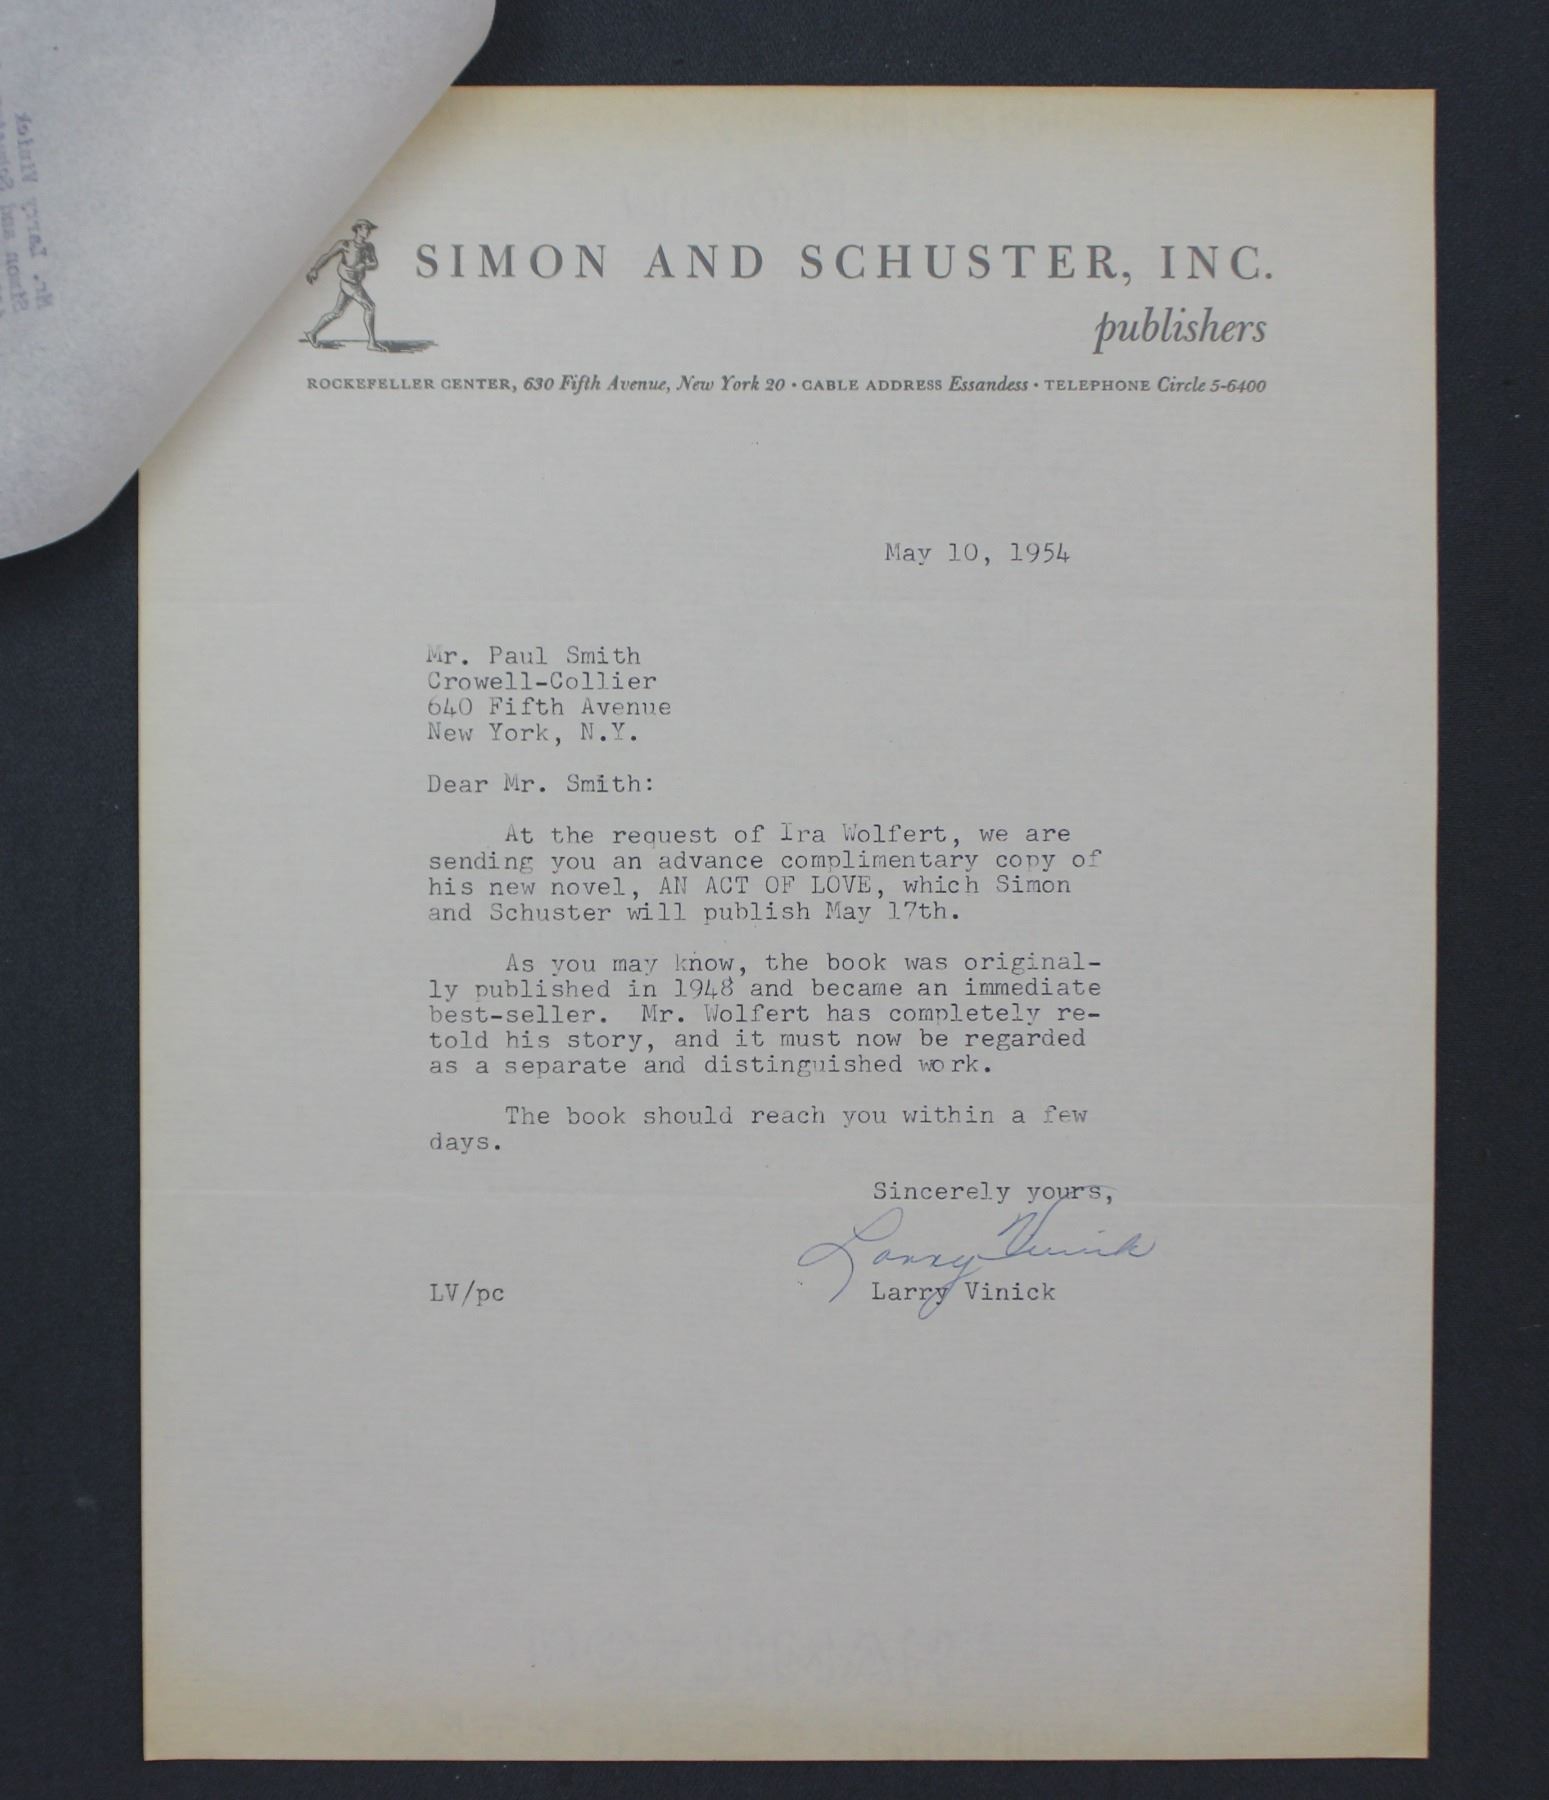 SIMON AND SCHUSTER, INC.
publishers
ROCKEFELLER CENTER, 630 Fifth Avenue, New York 20 · CABLE ADDRESS Essandess · TELEPHONE Circle 5-6400
May 10, 1954
Mr. Paul Smith
Crowell-Collier
640 Fifth Avenue
New York, N.Y.
Dear Mr. Smith:
At the request of Ira Wolfert, we are
sending you an advance complimentary copy of
his new novel, AN ACT OF LOVE, which Simon
and Schuster will publish May 17th.
As you may know, the book was original-
ly published in 1948 and became an immediate
best-seller. Mr. Wolfert has completely re-
told his story, and it must now be regarded
as a separate and distinguished work.
The book should reach you within a few
days.
Sincerely yours,
Larry Vinick
LV/pc
Larry Vinick